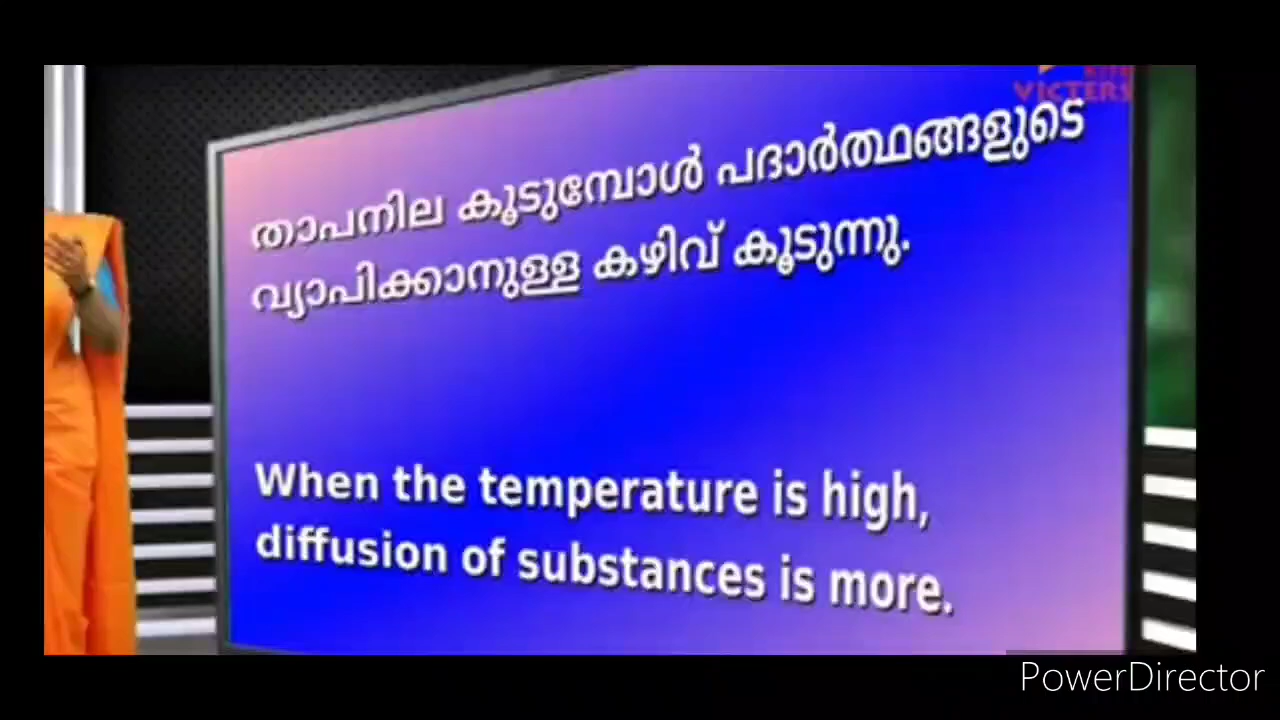 VICTERS
താപനില കൂടുമ്പോൾ പദാർത്ഥങ്ങളുടെ
വ്യാപിക്കാനുള്ള കഴിവ് കൂടുന്നു.
When the temperature is high,
diffusion of substances is more.
PowerDirector